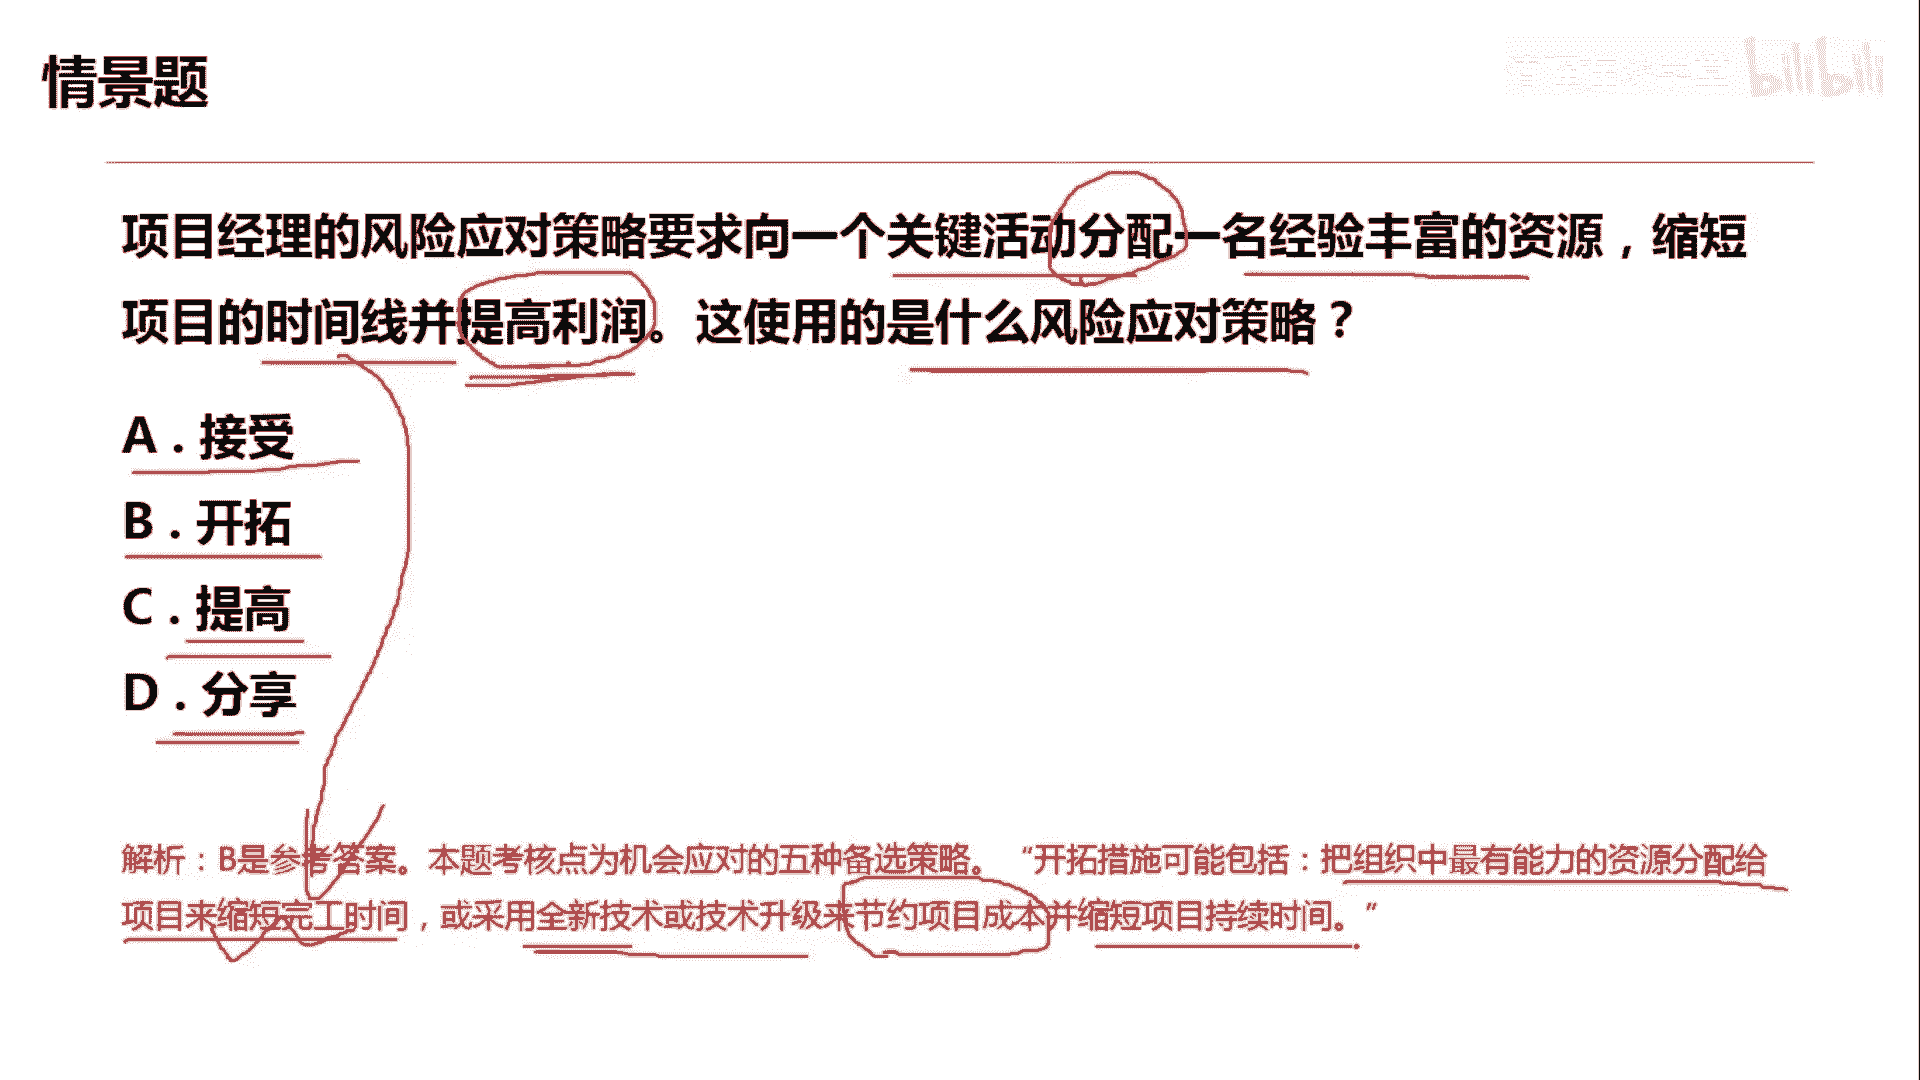 情景题
bilibili
项目经理的风险应对策略要求向一个关键活动分配一名经验丰富的资源，缩短
项目的时间线并提高利润。这使用的是什么风险应对策略？
A . 接受
B . 开拓
C . 提高
D . 分享
解析：B是参考答案。本题考核点为机会应对的五种备选策略。“开拓措施可能包括：把组织中最有能力的资源分配给
项目来缩短完工时间，或采用全新技术或技术升级来节约项目成本并缩短项目持续时间。”